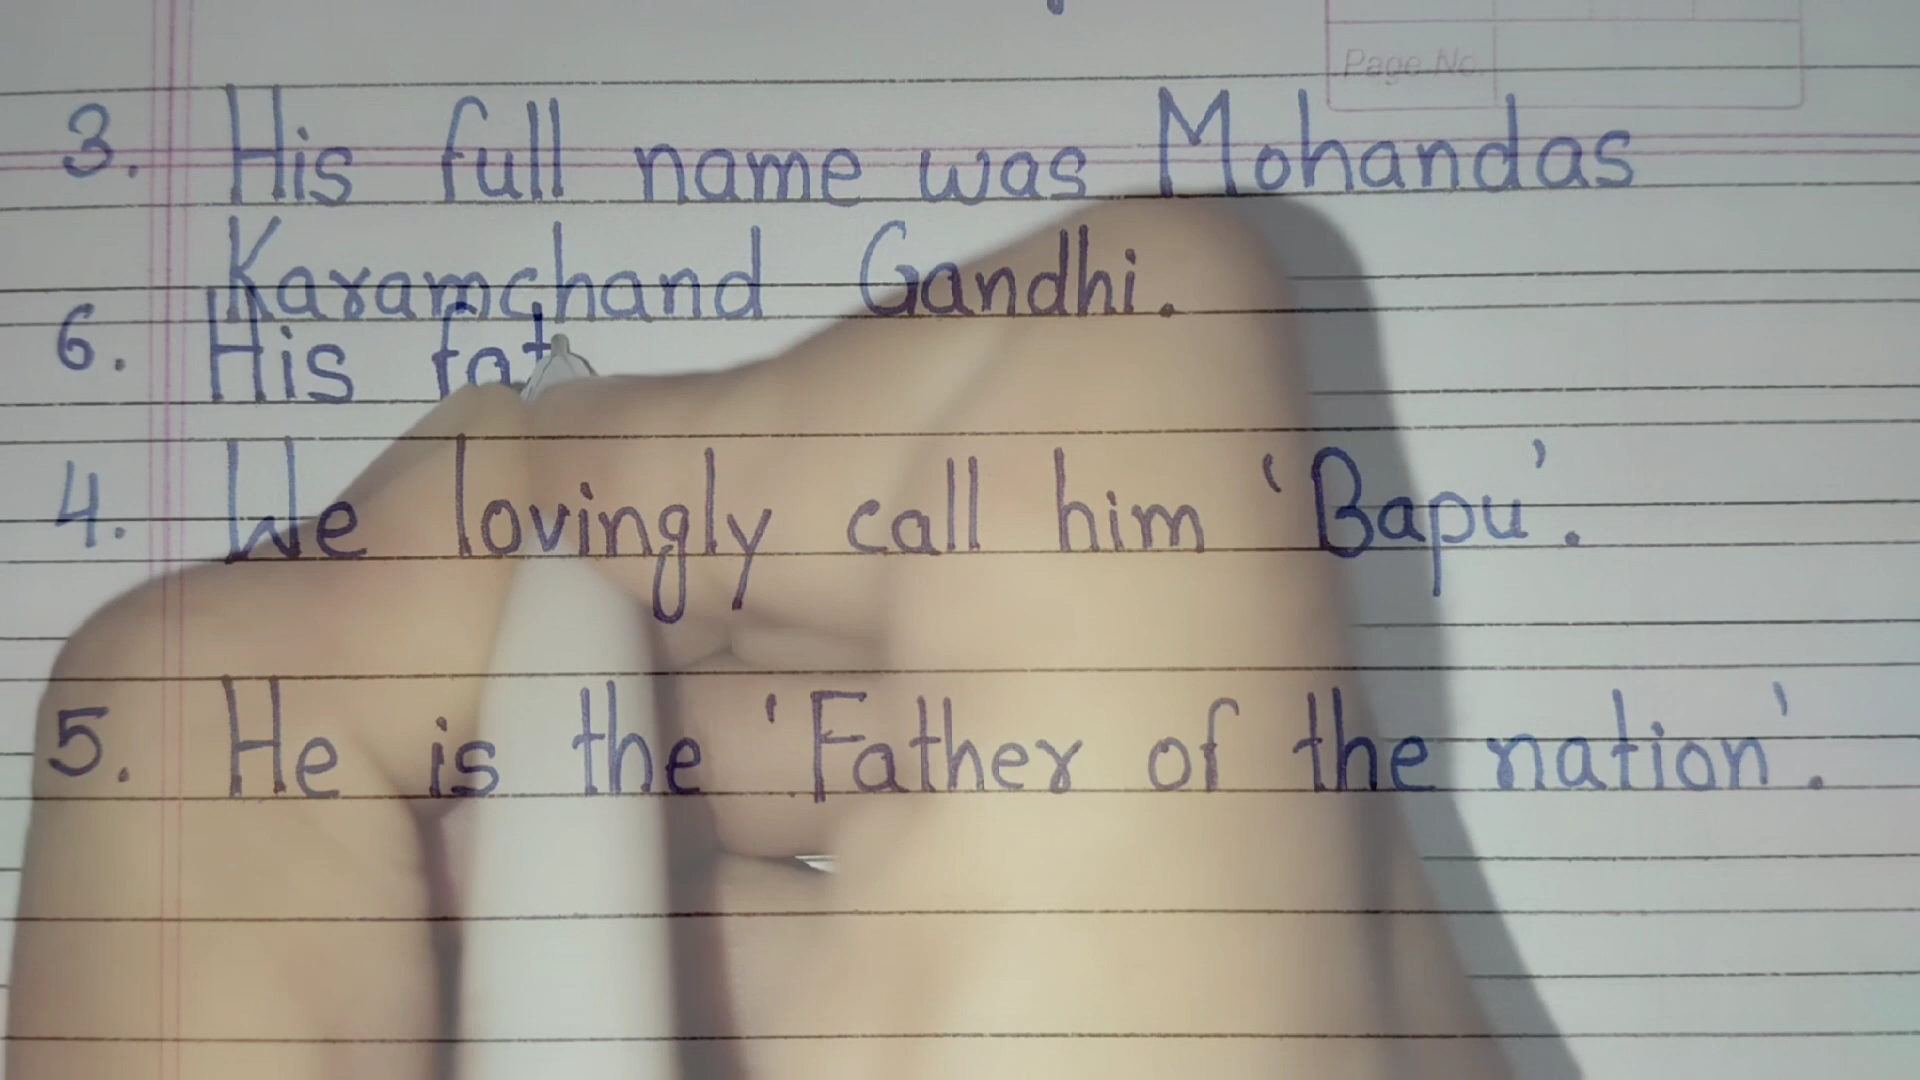 Page No.
3. His full name was Mohandas
Karamchand Gandhi.
6. His fat
4. We lovingly call him 'Bapu'.
5. He is the 'Father of the nation'.